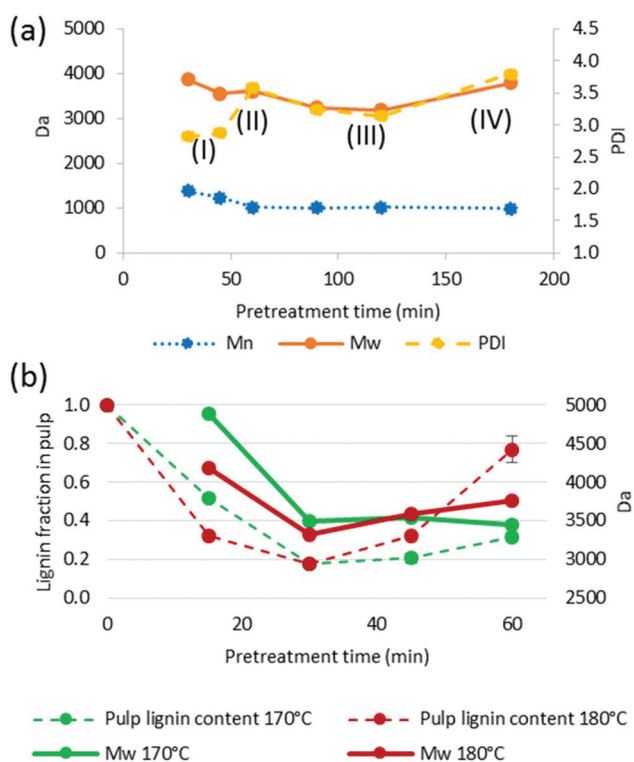 (a)
5000
4000
3000
2000
1000
0
Da
4.5
4.0
3.5
3.0
2.5
2.0
1.5
1.0
PDI
(I)
(II)
(III)
(IV)
0 50 100 150 200
Pretreatment time (min)
Mn Mw PDI
(b)
1.0
0.8
0.6
0.4
0.2
0.0
Lignin fraction in pulp
5000
4500
4000
3500
3000
2500
Da
0 20 40 60
Pretreatment time (min)
Pulp lignin content 170°C Pulp lignin content 180°C
Mw 170°C Mw 180°C